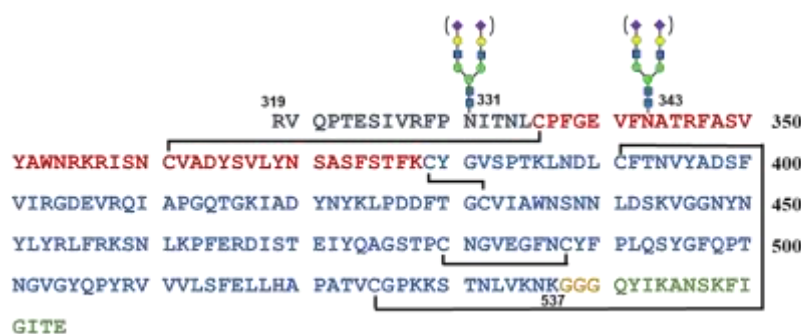 ( ) ( )
319 331 343
RV QPTESIVRFP NITNLCPFGE VFNATRFASV 350
YAWNRKRISN CVADYSVLYN SASFSTFKCY GVSPTKLNDL CFTNVYADSF 400
VIRGDEVRQI APGQTGKIAD YNYKLPDDFT GCVIAWNSNN LDSKVGGNYN 450
YLYRLFRKSN LKPFERDIST EIYQAGSTPC NGVEGFNCYF PLQSYGFQPT 500
NGVGYQPYRV VVLSFELLHA PATVCGPKKS TNLVKNKGGG QYIKANSKFI
537
GITE